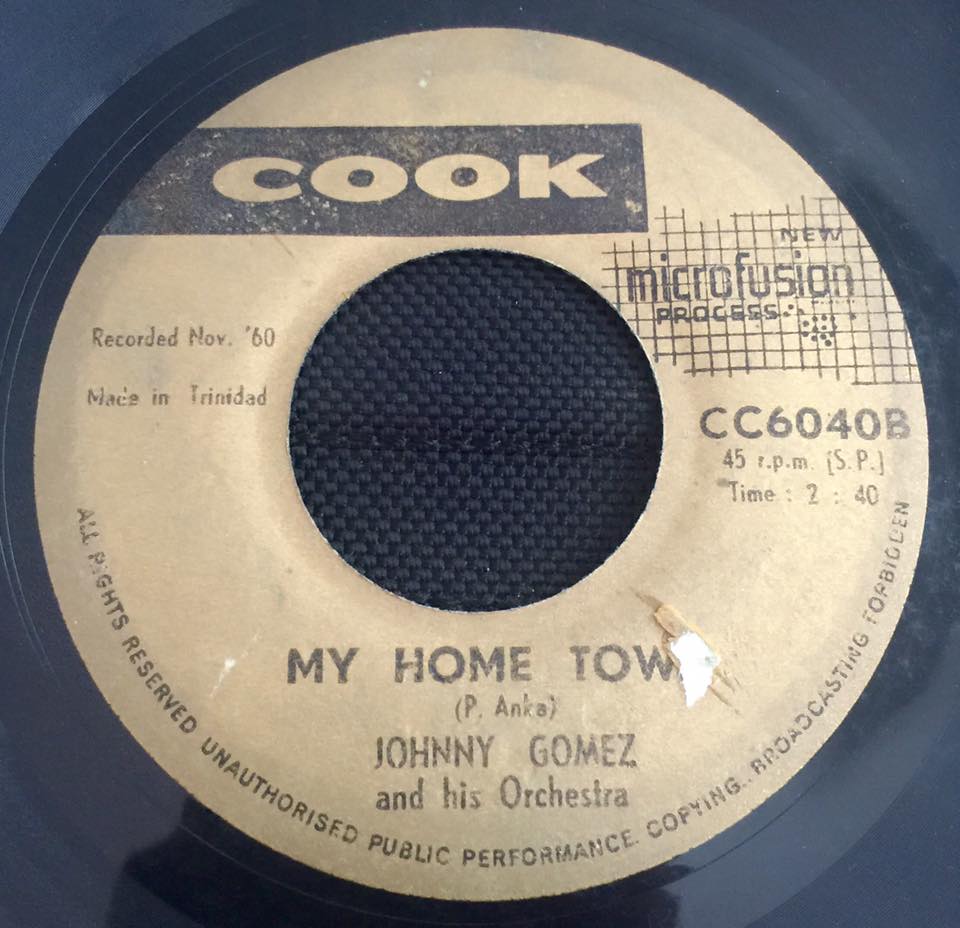 COOK
NEW
microfusion
PROCESS
Recorded Nov. '60
Made in Trinidad
CC6040B
45 r.p.m. [S.P.]
Time : 2 : 40
MY HOME TOW
(P. Anka)
JOHNNY GOMEZ
and his Orchestra
ALL RIGHTS RESERVED UNAUTHORISED PUBLIC PERFORMANCE. COPYING.. BROADCASTING FORBIDDEN